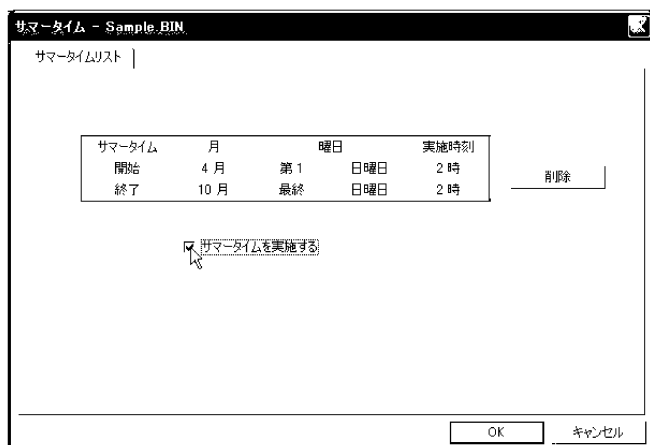 サマータイム - Sample.BIN
サマータイムリスト
サマータイム 月 曜日 実施時刻
開始 4 月 第 1 日曜日 2 時
終了 10 月 最終 日曜日 2 時
削除
サマータイムを実施する
OK キャンセル